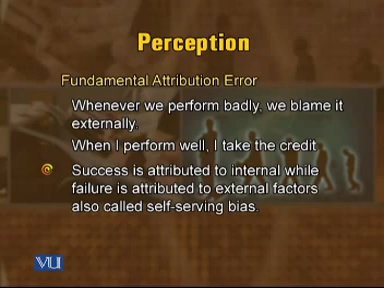 Perception
Fundamental Attribution Error
Whenever we perform badly, we blame it
externally.
When I perform well, I take the credit
Success is attributed to internal while
failure is attributed to external factors
also called self-serving bias.
VU